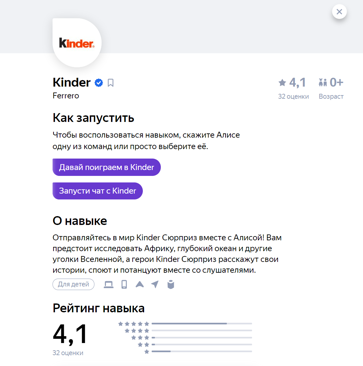 kinder
Kinder
Ferrero
4,1
32 оценки
0+
Возраст
Как запустить
Чтобы воспользоваться навыком, скажите Алисе
одну из команд или просто выберите её.
Давай поиграем в Kinder
Запусти чат с Kinder
О навыке
Отправляйтесь в мир Kinder Сюрприз вместе с Алисой! Вам
предстоит исследовать Африку, глубокий океан и другие
уголки Вселенной, а герои Kinder Сюрприз расскажут свои
истории, споют и потанцуют вместе со слушателями.
Для детей
Рейтинг навыка
4,1
32 оценки